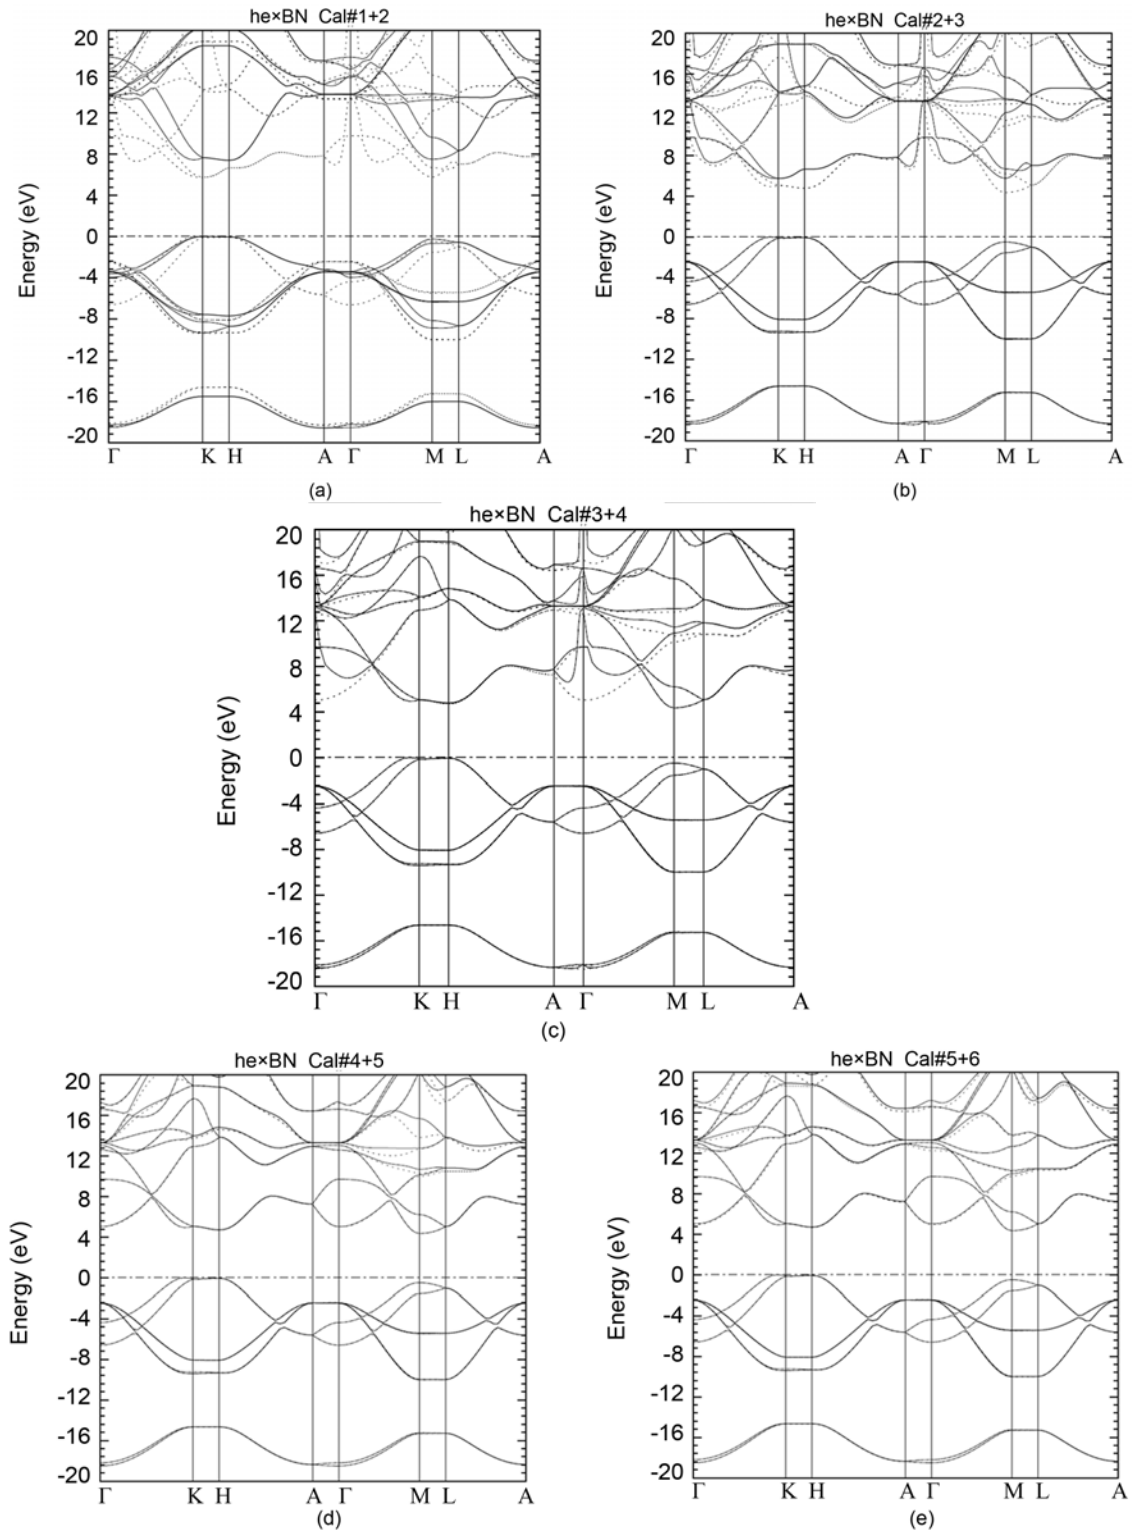 he×BN Cal#1+2
20
16
12
8
4
0
-4
-8
-12
-16
-20
Energy (eV)
Γ K H A Γ M L A
(a)
he×BN Cal#2+3
20
16
12
8
4
0
-4
-8
-12
-16
-20
Energy (eV)
Γ K H A Γ M L A
(b)
he×BN Cal#3+4
20
16
12
8
4
0
-4
-8
-12
-16
-20
Energy (eV)
Γ K H A Γ M L A
(c)
he×BN Cal#4+5
20
16
12
8
4
0
-4
-8
-12
-16
-20
Energy (eV)
Γ K H A Γ M L A
(d)
he×BN Cal#5+6
20
16
12
8
4
0
-4
-8
-12
-16
-20
Energy (eV)
Γ K H A Γ M L A
(e)